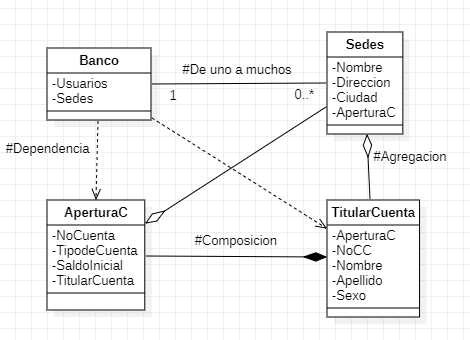 Banco
-Usuarios
-Sedes
#De uno a muchos
1
0..*
Sedes
-Nombre
-Direccion
-Ciudad
-AperturaC
#Dependencia
#Agregacion
AperturaC
-NoCuenta
-TipodeCuenta
-SaldoInicial
-TitularCuenta
#Composicion
TitularCuenta
-AperturaC
-NoCC
-Nombre
-Apellido
-Sexo